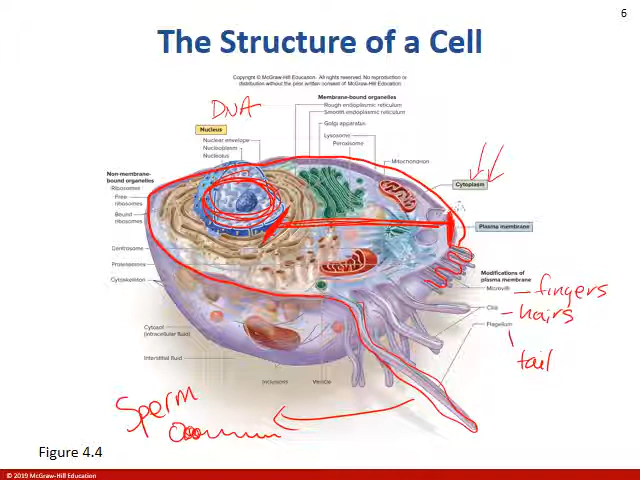 6
The Structure of a Cell
Copyright © McGraw-Hill Education. All rights reserved. No reproduction or
distribution without the prior written consent of McGraw-Hill Education.
DNA
Membrane-bound organelles
Rough endoplasmic reticulum
Smooth endoplasmic reticulum
Golgi apparatus
Lysosome
Peroxisome
Mitochondrion
Nucleus
Nuclear envelope
Nucleoplasm
Nucleolus
Non-membrane-
bound organelles
Ribosomes
Free
ribosomes
Bound
ribosomes
Centrosome
Proteasomes
Cytoskeleton
Cytosol
(intracellular fluid)
Interstitial fluid
Inclusions
Vesicle
Cytoplasm
Plasma membrane
Modifications of
plasma membrane
Microvilli
Cilia
Flagellum
- fingers
- hairs
tail
Sperm
Figure 4.4
© 2019 McGraw-Hill Education